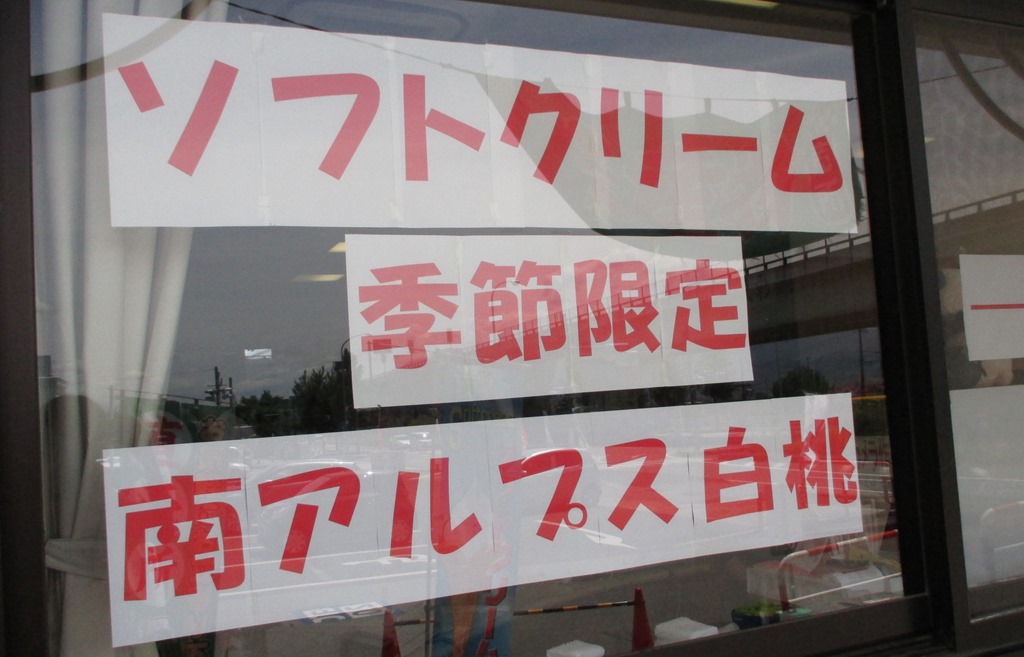 ソフトクリーム
季節限定
南アルプス白桃